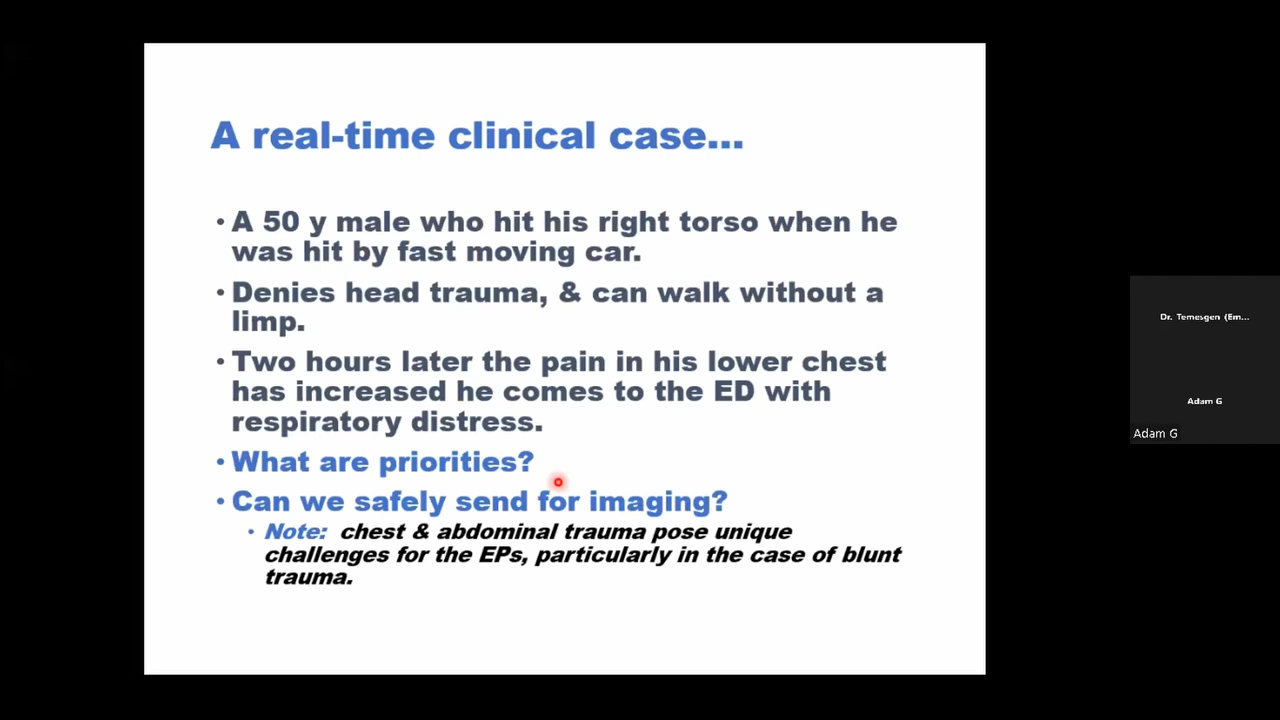 A real-time clinical case...
• A 50 y male who hit his right torso when he
was hit by fast moving car.
• Denies head trauma, & can walk without a
limp.
• Two hours later the pain in his lower chest
has increased he comes to the ED with
respiratory distress.
• What are priorities?
• Can we safely send for imaging?
• Note: chest & abdominal trauma pose unique
challenges for the EPs, particularly in the case of blunt
trauma.
Dr. Temesgen (Em...
Adam G
Adam G